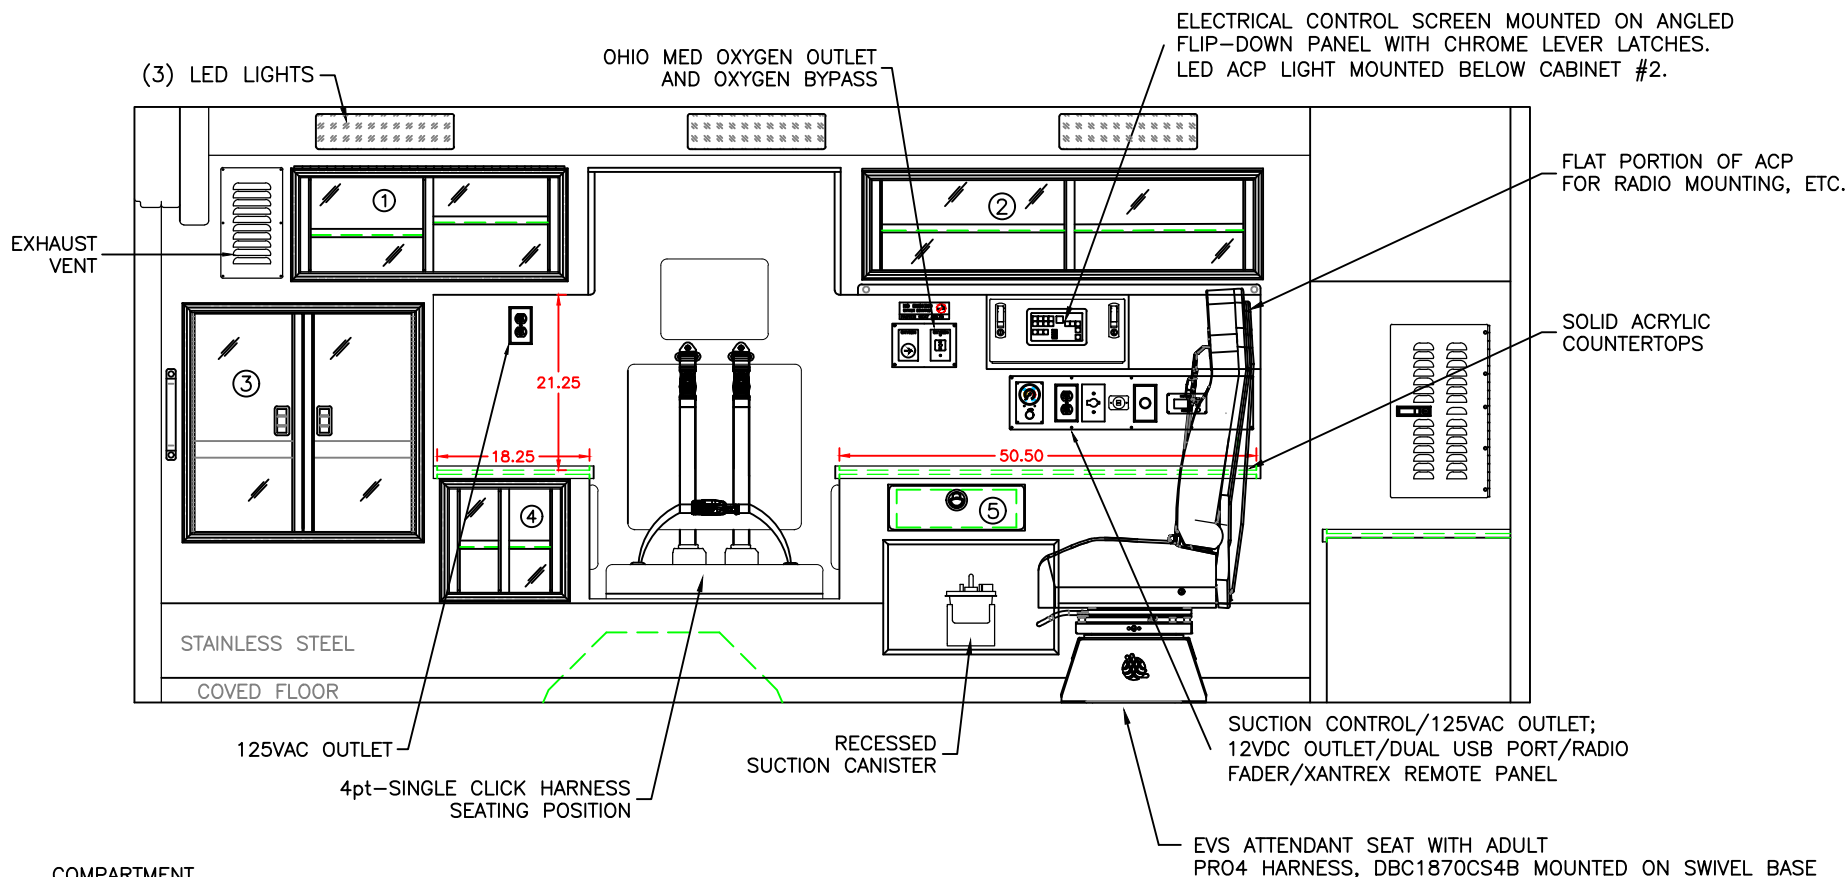 ELECTRICAL CONTROL SCREEN MOUNTED ON ANGLED
FLIP-DOWN PANEL WITH CHROME LEVER LATCHES.
LED ACP LIGHT MOUNTED BELOW CABINET #2.
OHIO MED OXYGEN OUTLET
AND OXYGEN BYPASS
(3) LED LIGHTS
FLAT PORTION OF ACP
FOR RADIO MOUNTING, ETC.
1
2
EXHAUST
VENT
SOLID ACRYLIC
COUNTERTOPS
3
21.25
18.25
50.50
4
5
STAINLESS STEEL
COVED FLOOR
125VAC OUTLET
RECESSED
SUCTION CANISTER
SUCTION CONTROL/125VAC OUTLET;
12VDC OUTLET/DUAL USB PORT/RADIO
FADER/XANTREX REMOTE PANEL
4pt-SINGLE CLICK HARNESS
SEATING POSITION
EVS ATTENDANT SEAT WITH ADULT
PRO4 HARNESS, DBC1870CS4B MOUNTED ON SWIVEL BASE
COMPARTMENT